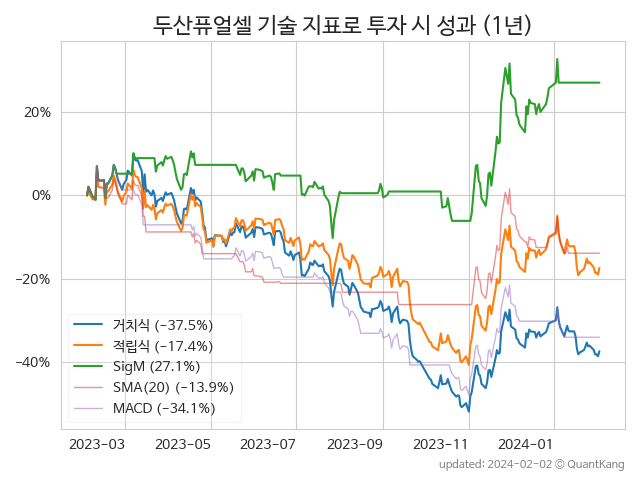 두산퓨얼셀 기술 지표로 투자 시 성과 (1년)
20%
0%
−20%
−40%
거치식 (−37.5%)
적립식 (−17.4%)
SigM (27.1%)
SMA(20) (−13.9%)
MACD (−34.1%)
2023-03 2023-05 2023-07 2023-09 2023-11 2024-01
updated: 2024-02-02 © QuantKang